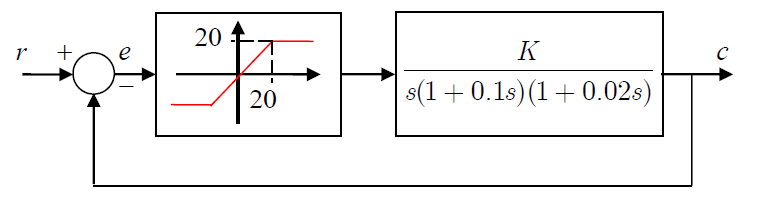 r + e − 20 20 K c
s(1 + 0.1s)(1 + 0.02s)